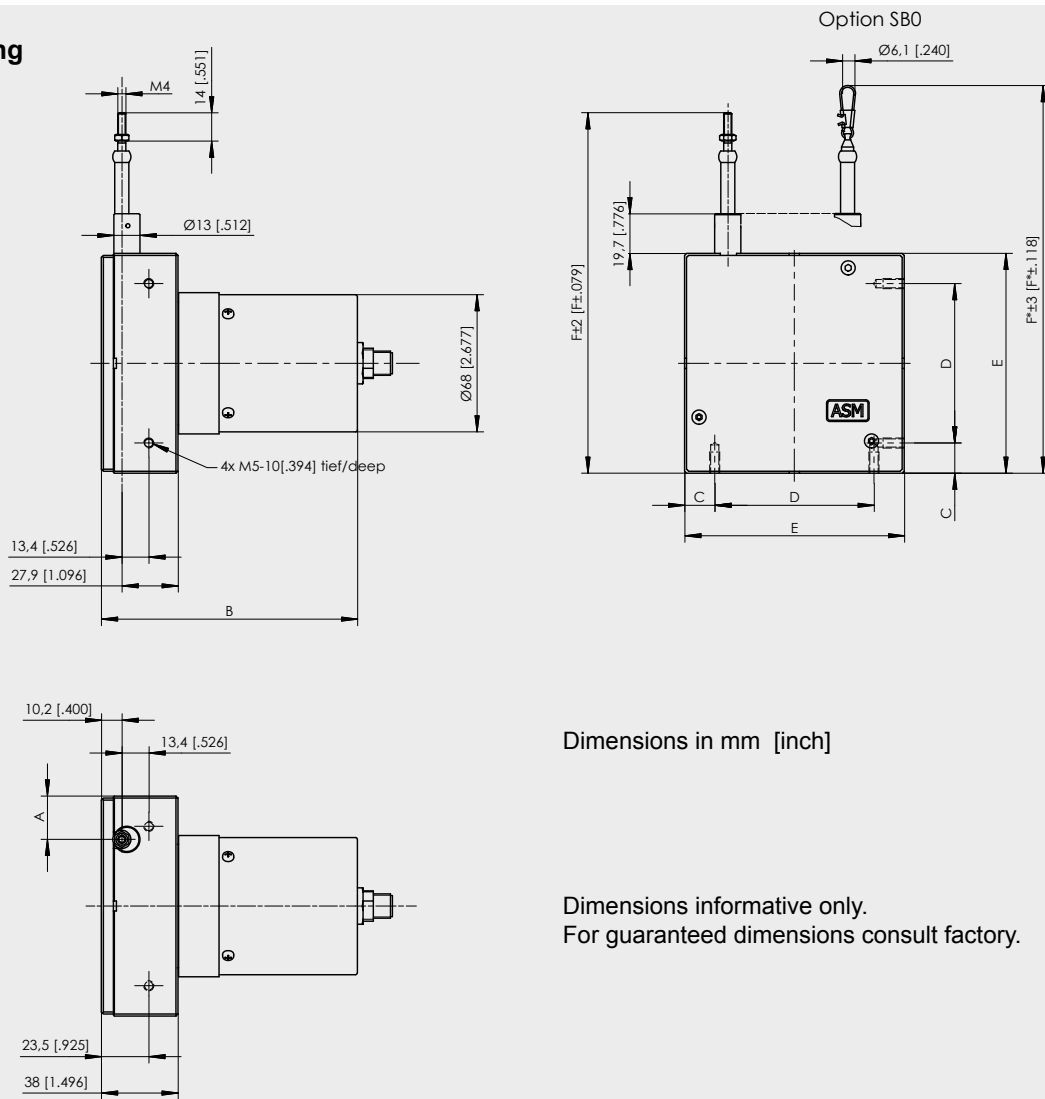 ng
Option SB0
Ø6,1 [.240]
M4
14 [.551]
Ø13 [.512]
Ø68 [2.677]
4x M5-10[.394] tief/deep
13,4 [.526]
27,9 [1.096]
B
F±2 [F±.079]
19,7 [.776]
F*±3 [F*±.118]
D
E
ASM
C
D
C
E
10,2 [.400]
13,4 [.526]
A
23,5 [.925]
38 [1.496]
Dimensions in mm [inch]
Dimensions informative only.
For guaranteed dimensions consult factory.